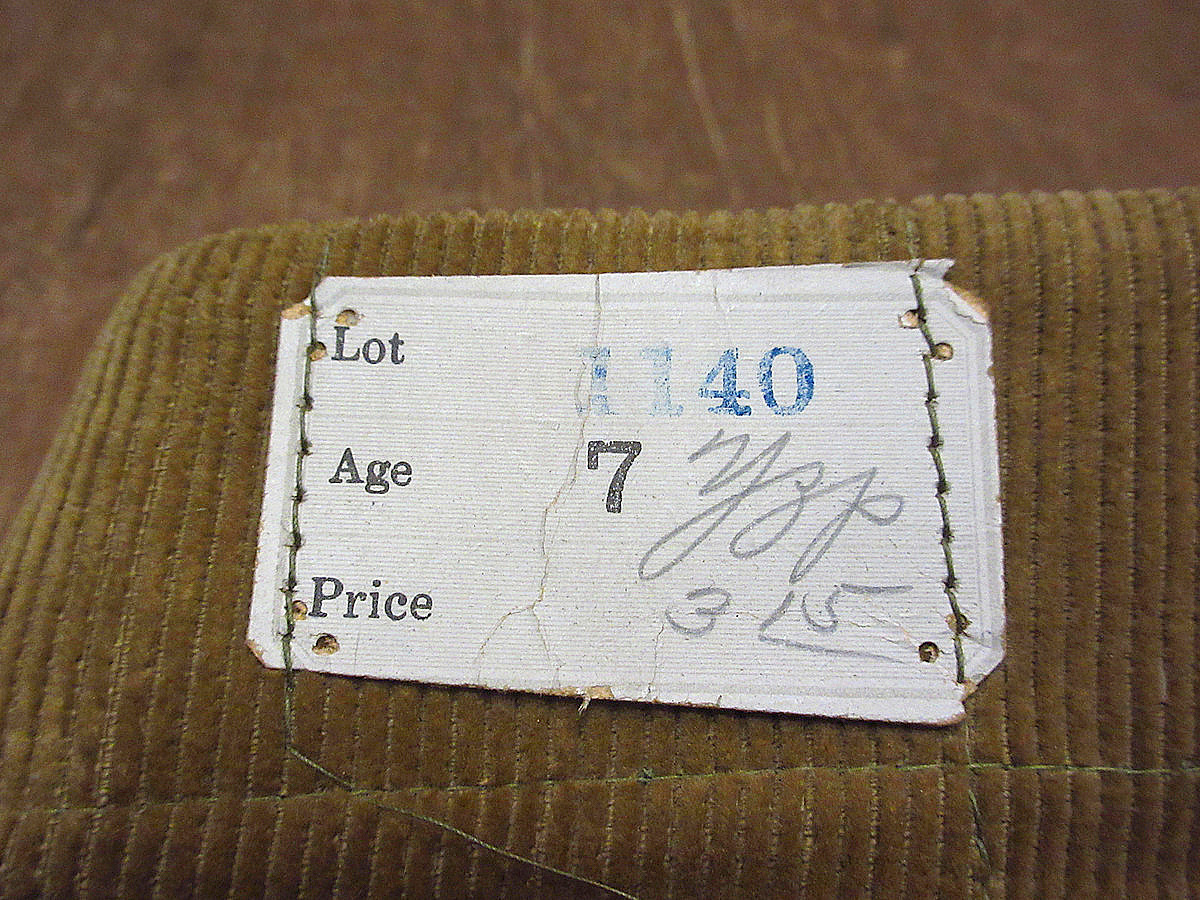 Lot 1140
Age 7
Price 3 15